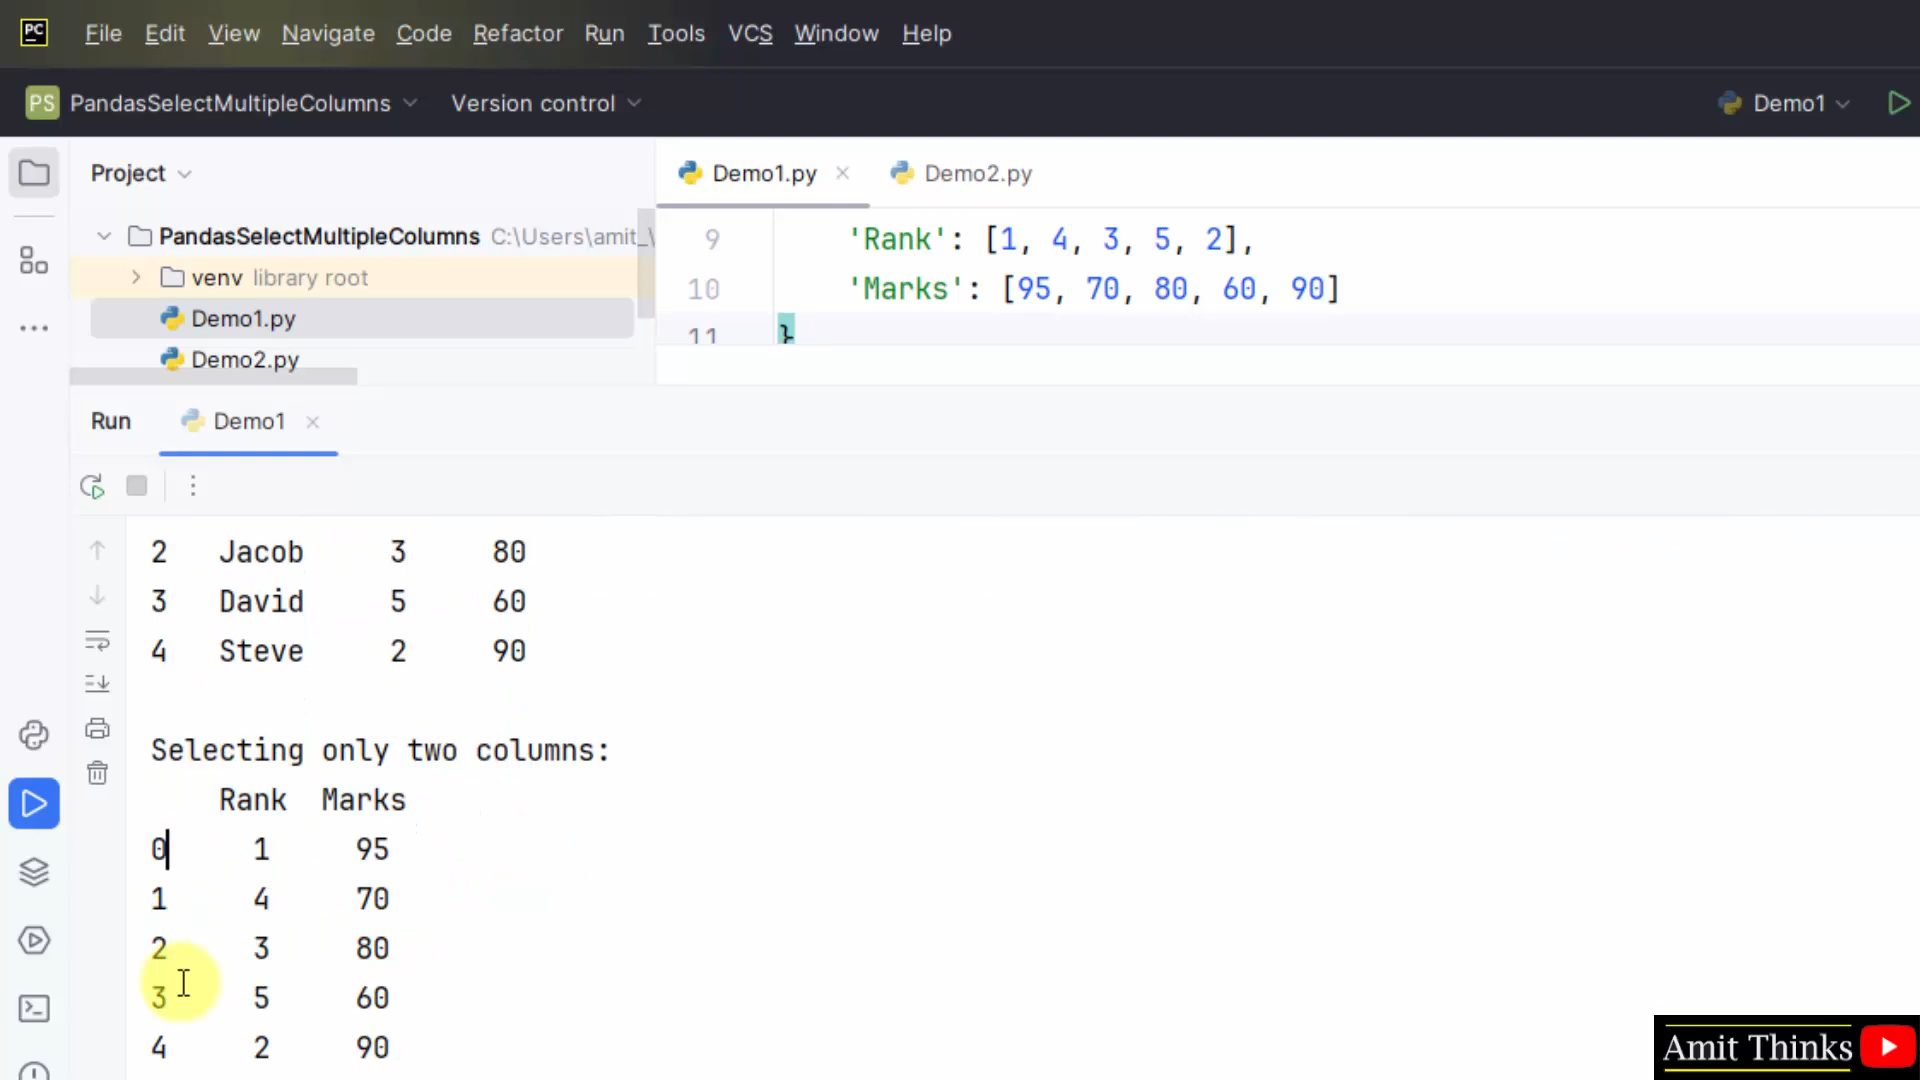 PC File Edit View Navigate Code Refactor Run Tools VCS Window Help
PS PandasSelectMultipleColumns Version control Demo1
Project
Demo1.py Demo2.py
PandasSelectMultipleColumns C:\Users\amit_\
venv library root
Demo1.py
Demo2.py
9 'Rank': [1, 4, 3, 5, 2],
10 'Marks': [95, 70, 80, 60, 90]
11 }
Run Demo1
2 Jacob 3 80
3 David 5 60
4 Steve 2 90
Selecting only two columns:
Rank Marks
0 1 95
1 4 70
2 3 80
3 5 60
4 2 90
Amit Thinks